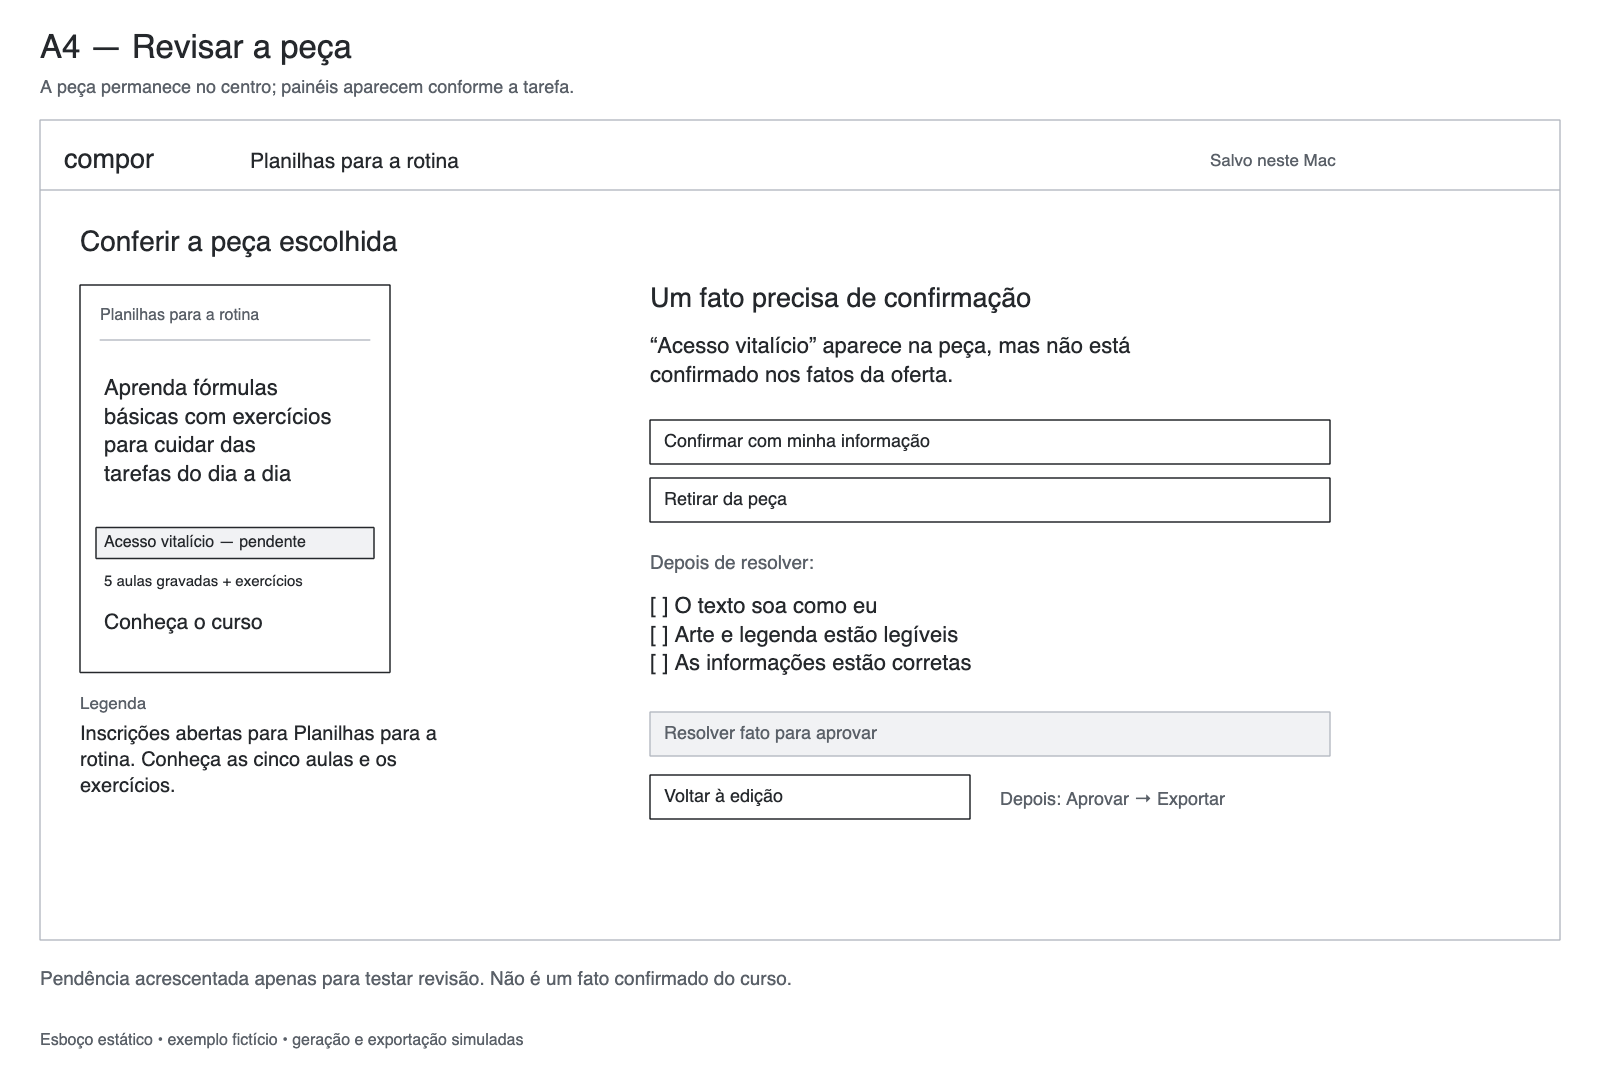 A4 — Revisar a peça
A peça permanece no centro; painéis aparecem conforme a tarefa.
compor
Planilhas para a rotina
Salvo neste Mac
Conferir a peça escolhida
Planilhas para a rotina
Aprenda fórmulas
básicas com exercícios
para cuidar das
tarefas do dia a dia
Acesso vitalício — pendente
5 aulas gravadas + exercícios
Conheça o curso
Legenda
Inscrições abertas para Planilhas para a
rotina. Conheça as cinco aulas e os
exercícios.
Um fato precisa de confirmação
“Acesso vitalício” aparece na peça, mas não está
confirmado nos fatos da oferta.
Confirmar com minha informação
Retirar da peça
Depois de resolver:
[ ] O texto soa como eu
[ ] Arte e legenda estão legíveis
[ ] As informações estão corretas
Resolver fato para aprovar
Voltar à edição
Depois: Aprovar → Exportar
Pendência acrescentada apenas para testar revisão. Não é um fato confirmado do curso.
Esboço estático • exemplo fictício • geração e exportação simuladas